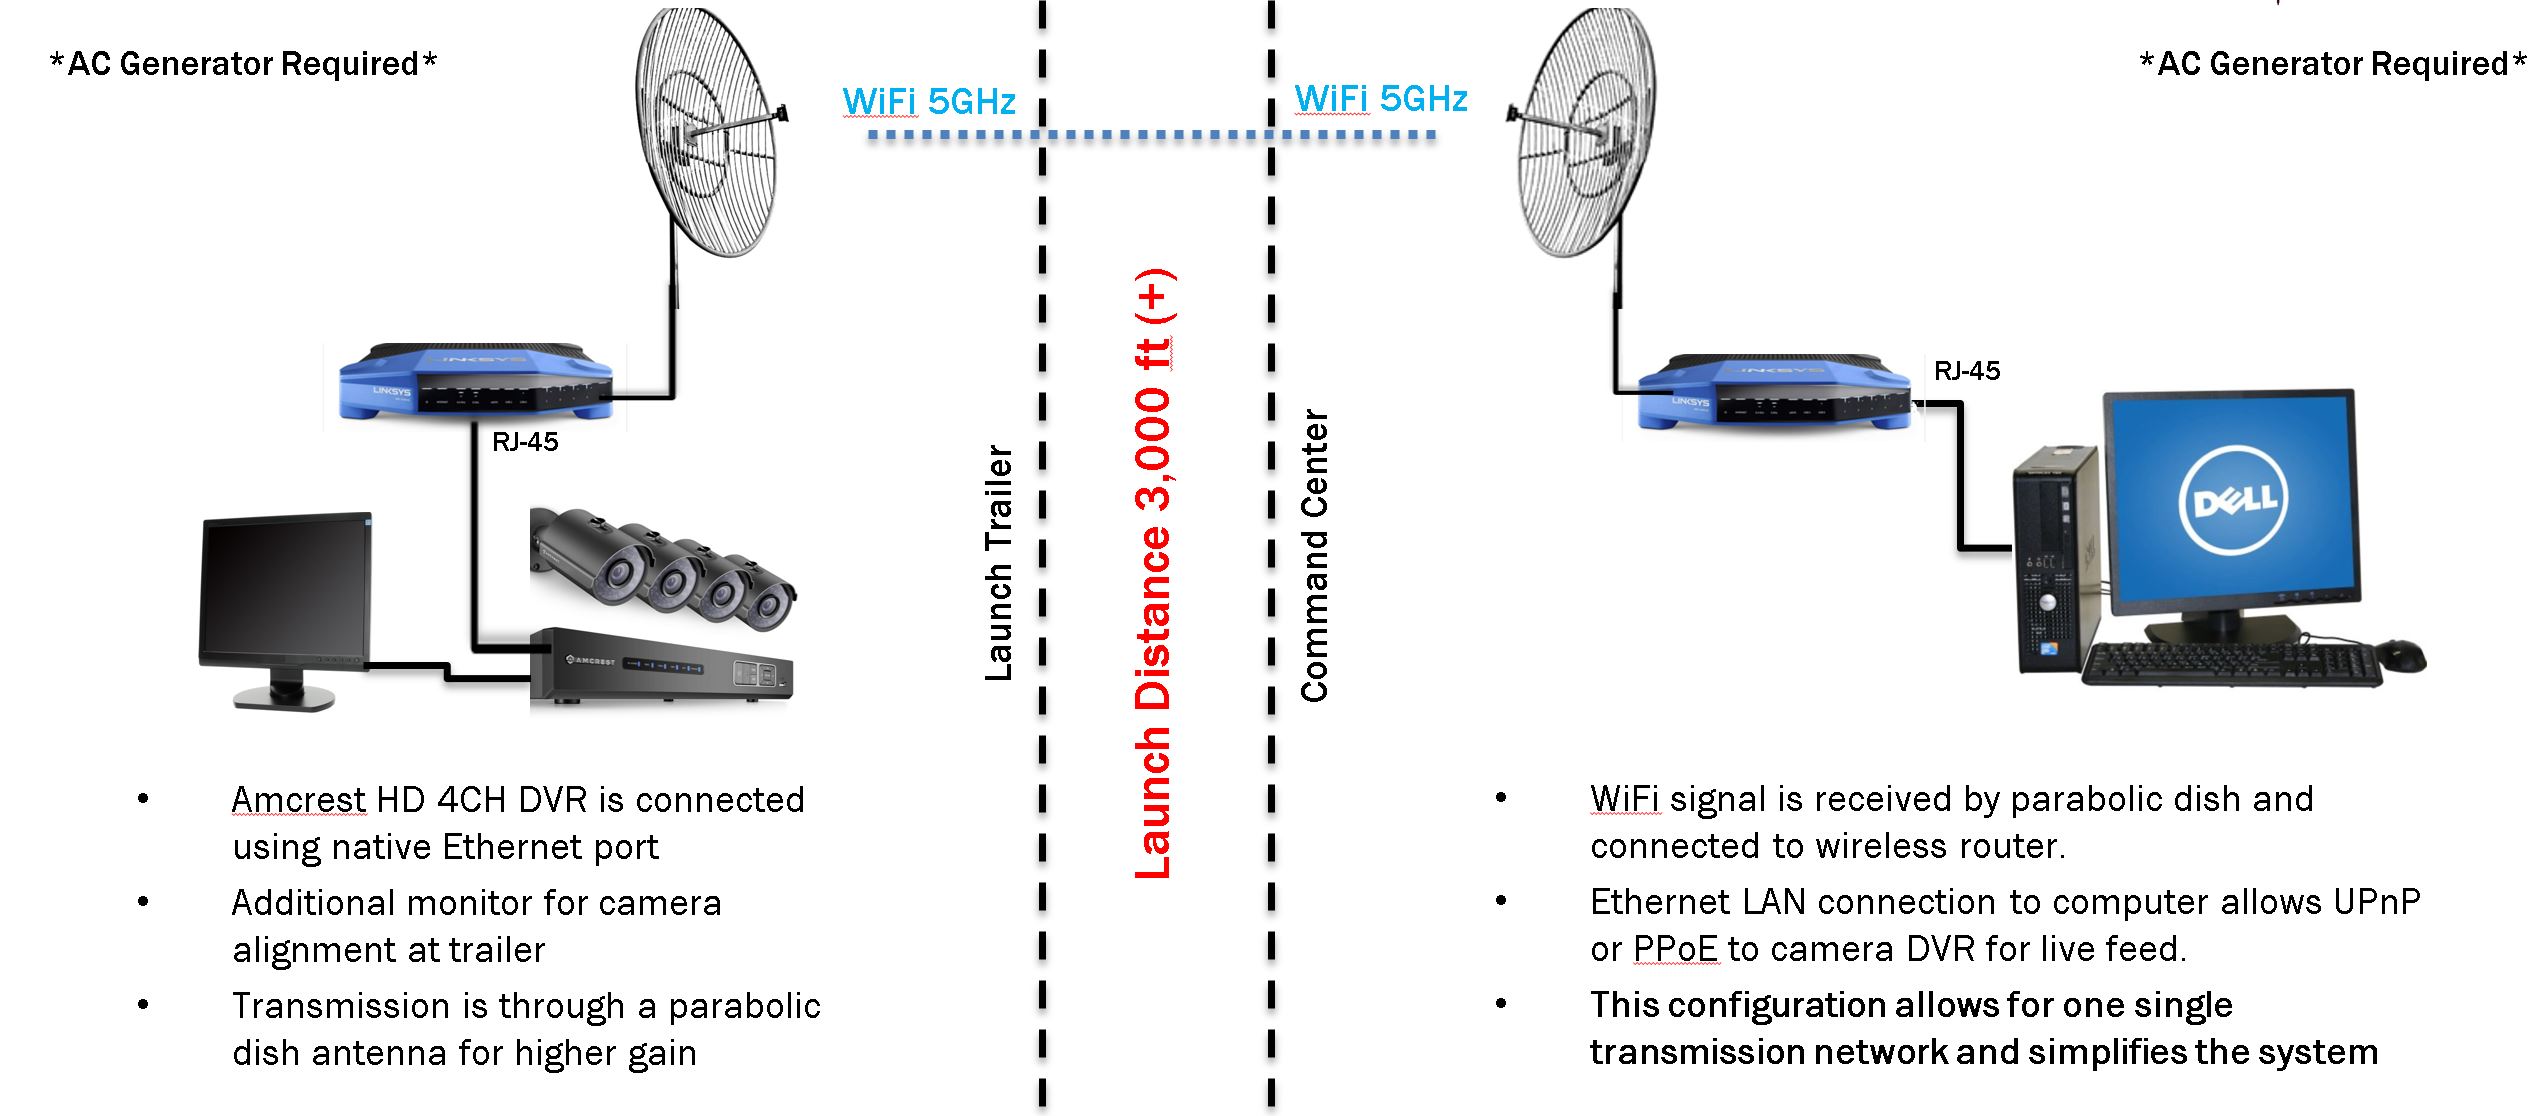 *AC Generator Required*
WiFi 5GHz
LINKSYS
LINKSYS
RJ-45
AMCREST
Amcrest HD 4CH DVR is connected
using native Ethernet port
Additional monitor for camera
alignment at trailer
Transmission is through a parabolic
dish antenna for higher gain
Launch Trailer
Launch Distance 3,000 ft (+)
Command Center
*AC Generator Required*
WiFi 5GHz
LINKSYS
LINKSYS
RJ-45
DELL
WiFi signal is received by parabolic dish and
connected to wireless router.
Ethernet LAN connection to computer allows UPnP
or PPoE to camera DVR for live feed.
This configuration allows for one single
transmission network and simplifies the system